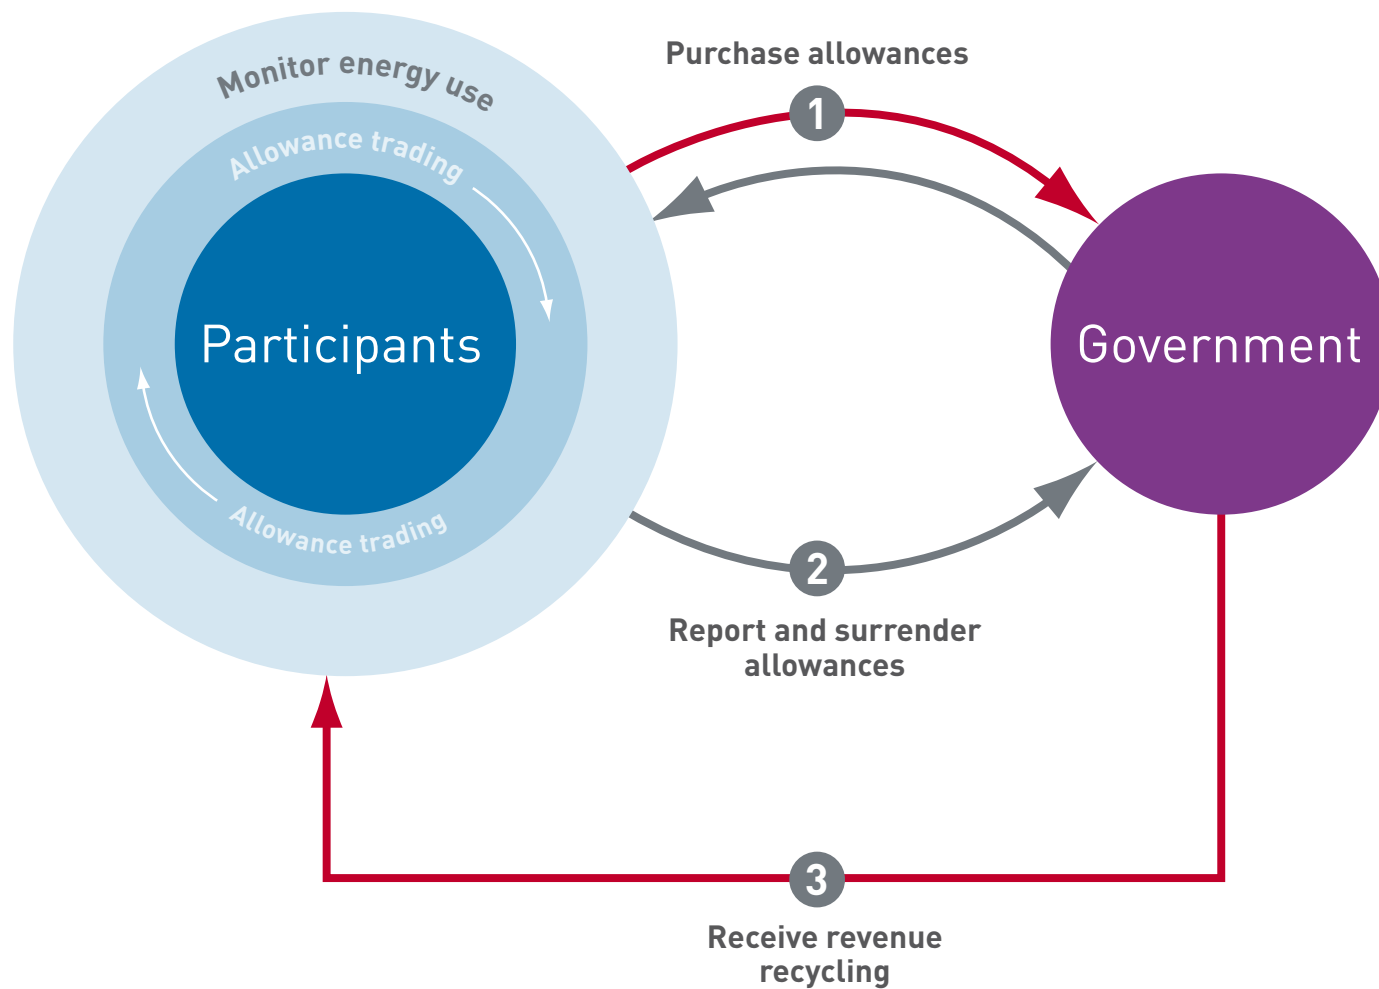 Monitor energy use
Allowance trading
Participants
Allowance trading
Purchase allowances
1
Government
2
Report and surrender
allowances
3
Receive revenue
recycling